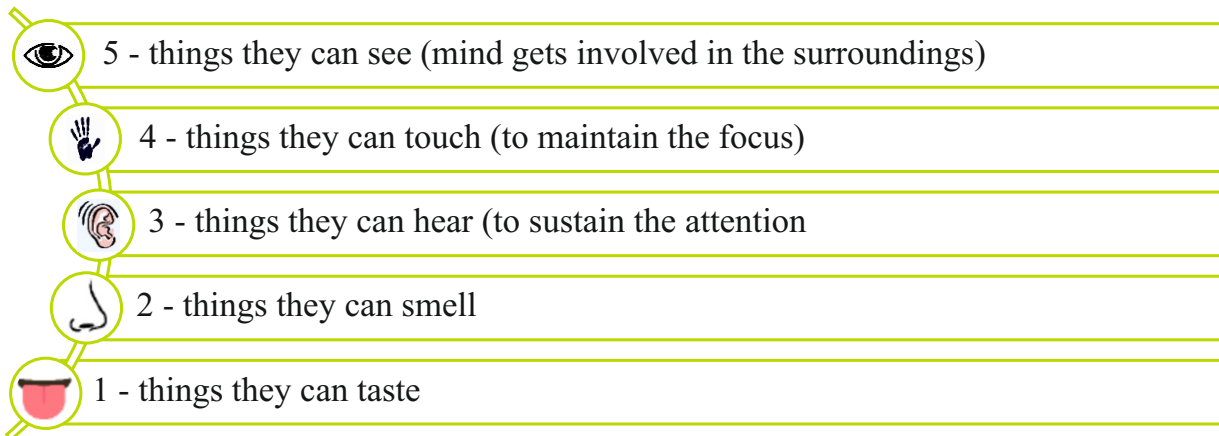 5 - things they can see (mind gets involved in the surroundings)
4 - things they can touch (to maintain the focus)
3 - things they can hear (to sustain the attention
2 - things they can smell
1 - things they can taste